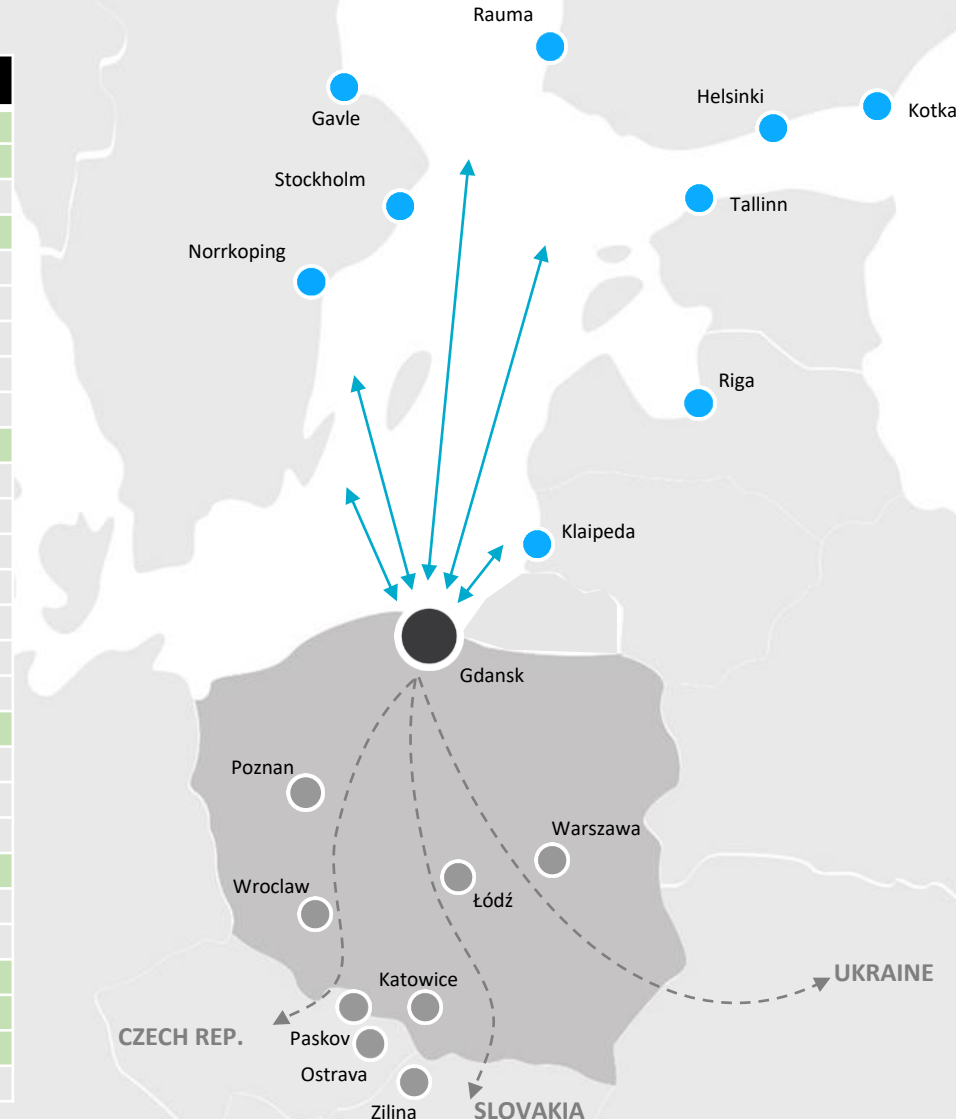 Rauma
Helsinki
Kotka
Gavle
Stockholm
Tallinn
Norrkoping
Riga
Klaipeda
Gdansk
Poznan
Warszawa
Wroclaw
Łódź
UKRAINE
Katowice
CZECH REP.
Paskov
Ostrava
Zilina
SLOVAKIA